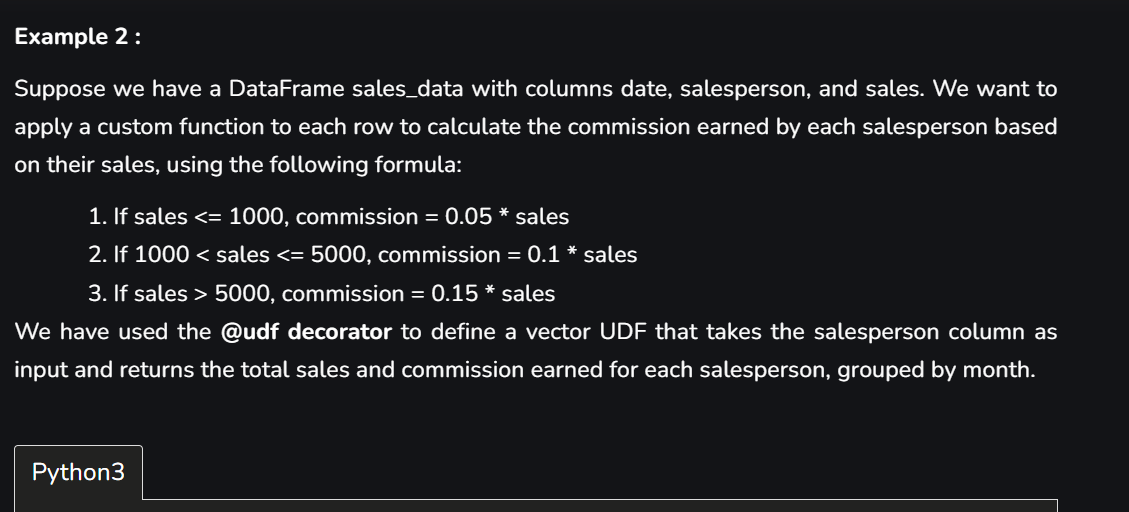 Example 2 :
Suppose we have a DataFrame sales_data with columns date, salesperson, and sales. We want to
apply a custom function to each row to calculate the commission earned by each salesperson based
on their sales, using the following formula:
1. If sales <= 1000, commission = 0.05 * sales
2. If 1000 < sales <= 5000, commission = 0.1 * sales
3. If sales > 5000, commission = 0.15 * sales
We have used the @udf decorator to define a vector UDF that takes the salesperson column as
input and returns the total sales and commission earned for each salesperson, grouped by month.
Python3